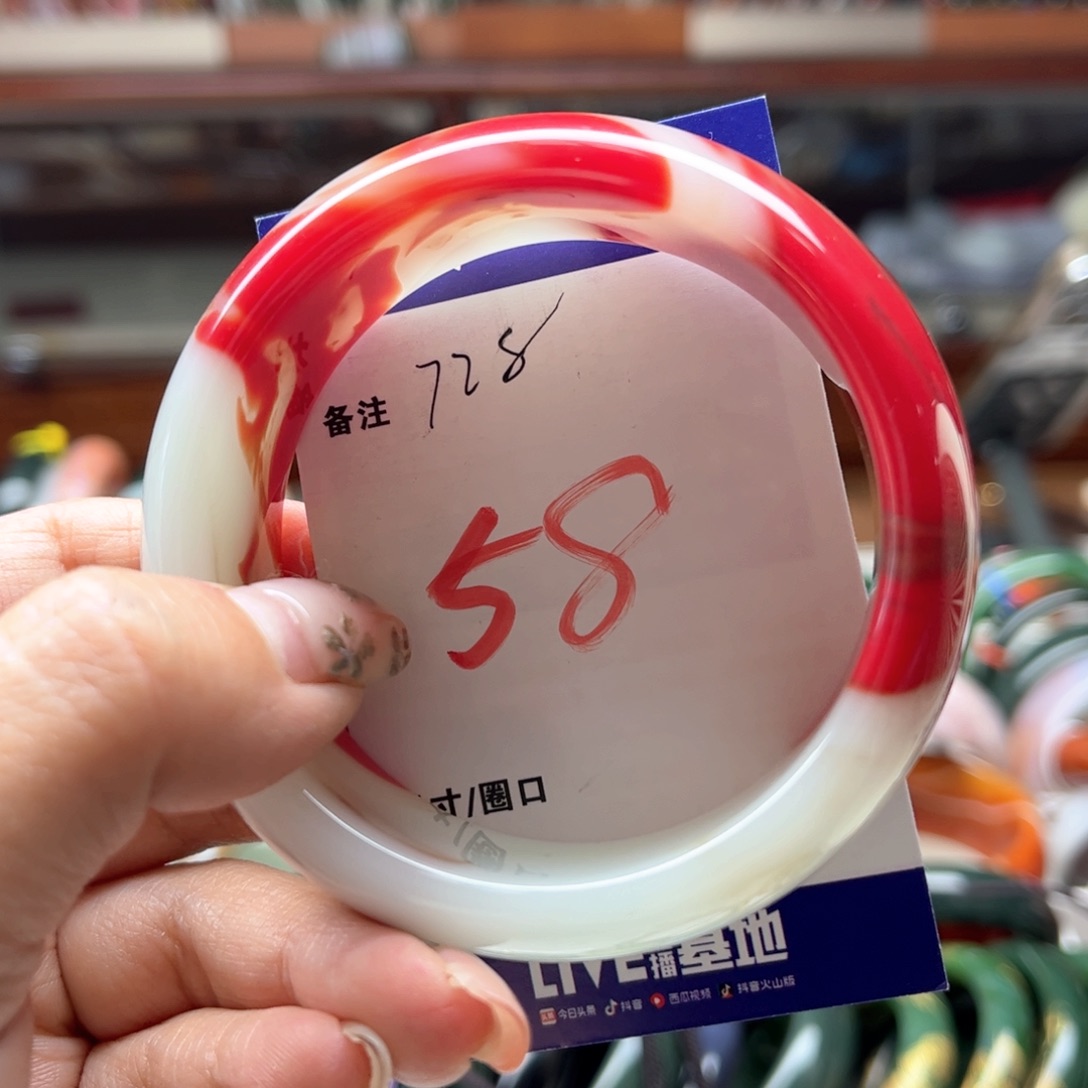 728
备注
58
寸/圈口
LIVE播基地
今日头条 抖音 西瓜视频 抖音火山版